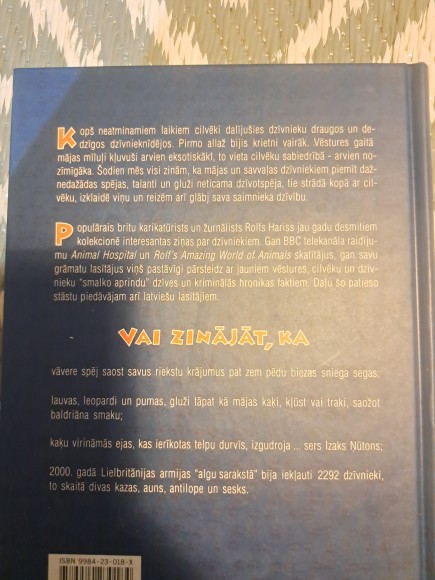 Kopš neatminamiem laikiem cilvēki dalījušies dzīvnieku draugos un de-
dzīgos dzīvnieknīdējos. Pirmo allaž bijis krietni vairāk. Vēstures gaitā
mājas mīluļi kļuvuši arvien eksotiskāki, to vieta cilvēku sabiedrībā - arvien no-
zīmīgāka. Šodien mēs visi zinām, ka mājas un savvaļas dzīvniekiem piemīt daž-
nedažādas spējas, talanti un gluži neticama dzīvotspēja, tie strādā kopā ar cil-
vēku, izklaidē viņu un reizēm arī glābj sava saimnieka dzīvību.
Populārais britu karikatūrists un žurnālists Rolfs Hariss jau gadu desmitiem
kolekcionē interesantas ziņas par dzīvniekiem. Gan BBC telekanāla raidīju-
mu Animal Hospital un Rolf's Amazing World of Animals skatītājus, gan savu
grāmatu lasītājus viņš pastāvīgi pārsteidz ar jauniem vēstures, cilvēku un dzīv-
nieku "smalko aprindu" dzīves un kriminālās hronikas faktiem. Daļu šo patieso
stāstu piedāvājam arī latviešu lasītājiem.
VAI ZINĀJĀT, KA
vāvere spēj saost savus riekstu krājumus pat zem pēdu biezas sniega segas;
lauvas, leopardi un pumas, gluži tāpat kā mājas kaķi, kļūst vai traki, saožot
baldriāna smaku;
kaķu virināmās ejas, kas ierīkotas telpu durvīs, izgudroja ... sers Īzaks Ņūtons;
2000. gadā Lielbritānijas armijas "algu sarakstā" bija iekļauti 2292 dzīvnieki,
to skaitā divas kazas, auns, antilope un sesks.
ISBN 9984-23-018-X